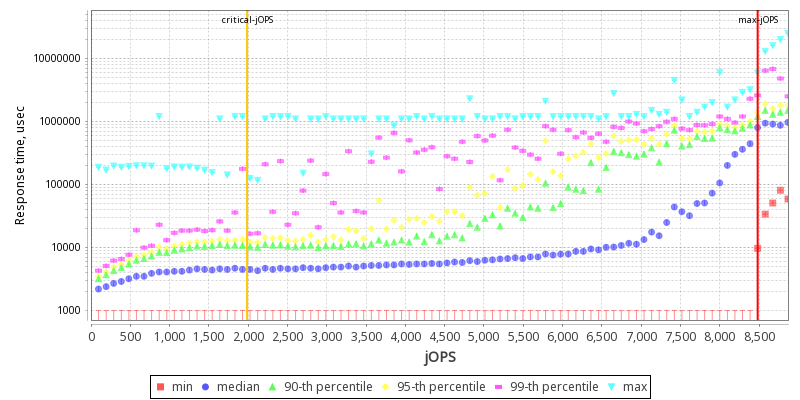 critical-jOPS max-jOPS
Response time, usec
10000000
1000000
100000
10000
1000
0 500 1,000 1,500 2,000 2,500 3,000 3,500 4,000 4,500 5,000 5,500 6,000 6,500 7,000 7,500 8,000 8,500
jOPS
min median 90-th percentile 95-th percentile 99-th percentile max